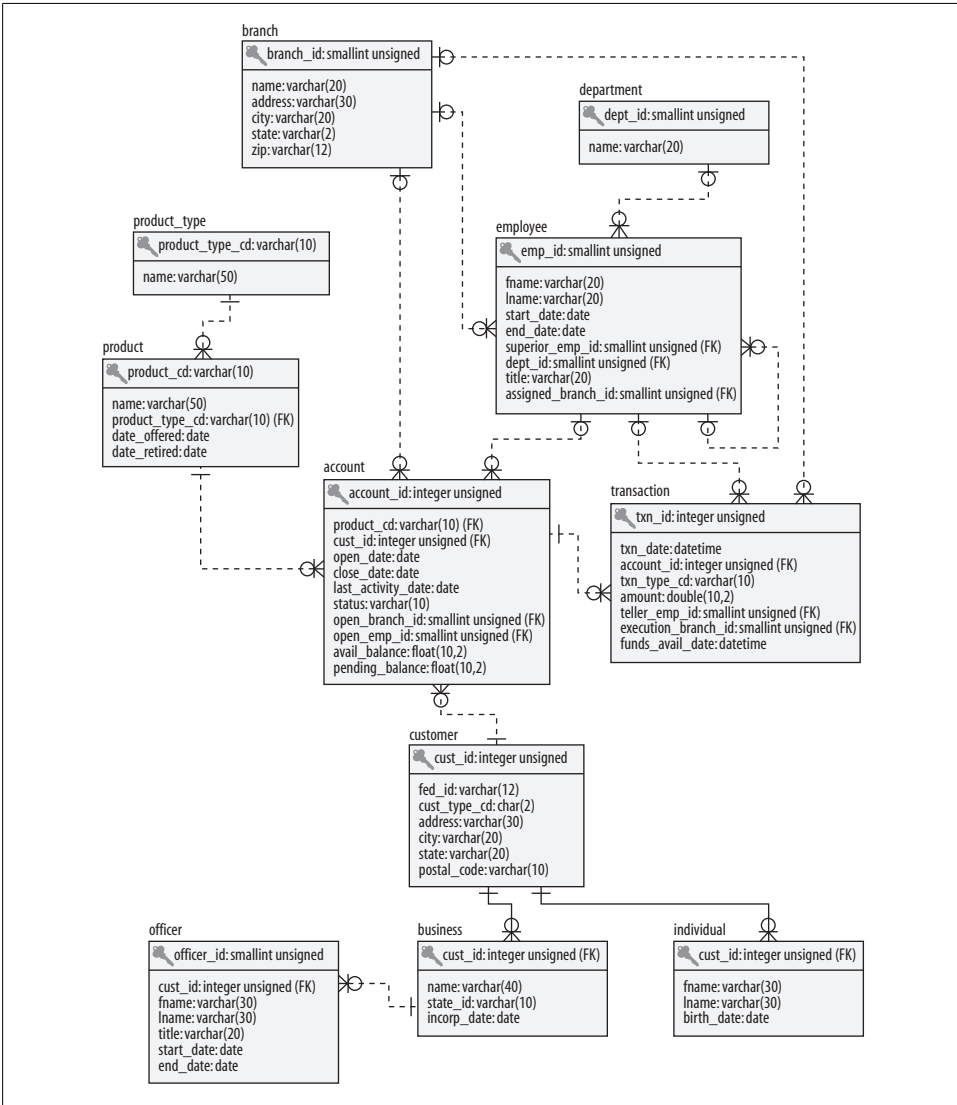 branch
branch_id: smallint unsigned
name: varchar(20)
address: varchar(30)
city: varchar(20)
state: varchar(2)
zip: varchar(12)
department
dept_id: smallint unsigned
name: varchar(20)
product_type
product_type_cd: varchar(10)
name: varchar(50)
employee
emp_id: smallint unsigned
fname: varchar(20)
lname: varchar(20)
start_date: date
end_date: date
superior_emp_id: smallint unsigned (FK)
dept_id: smallint unsigned (FK)
title: varchar(20)
assigned_branch_id: smallint unsigned (FK)
product
product_cd: varchar(10)
name: varchar(50)
product_type_cd: varchar(10) (FK)
date_offered: date
date_retired: date
account
account_id: integer unsigned
product_cd: varchar(10) (FK)
cust_id: integer unsigned (FK)
open_date: date
close_date: date
last_activity_date: date
status: varchar(10)
open_branch_id: smallint unsigned (FK)
open_emp_id: smallint unsigned (FK)
avail_balance: float(10,2)
pending_balance: float(10,2)
transaction
txn_id: integer unsigned
txn_date: datetime
account_id: integer unsigned (FK)
txn_type_cd: varchar(10)
amount: double(10,2)
teller_emp_id: smallint unsigned (FK)
execution_branch_id: smallint unsigned (FK)
funds_avail_date: datetime
customer
cust_id: integer unsigned
fed_id: varchar(12)
cust_type_cd: char(2)
address: varchar(30)
city: varchar(20)
state: varchar(20)
postal_code: varchar(10)
officer
officer_id: smallint unsigned
cust_id: integer unsigned (FK)
fname: varchar(30)
lname: varchar(30)
title: varchar(20)
start_date: date
end_date: date
business
cust_id: integer unsigned (FK)
name: varchar(40)
state_id: varchar(10)
incorp_date: date
individual
cust_id: integer unsigned (FK)
fname: varchar(30)
lname: varchar(30)
birth_date: date